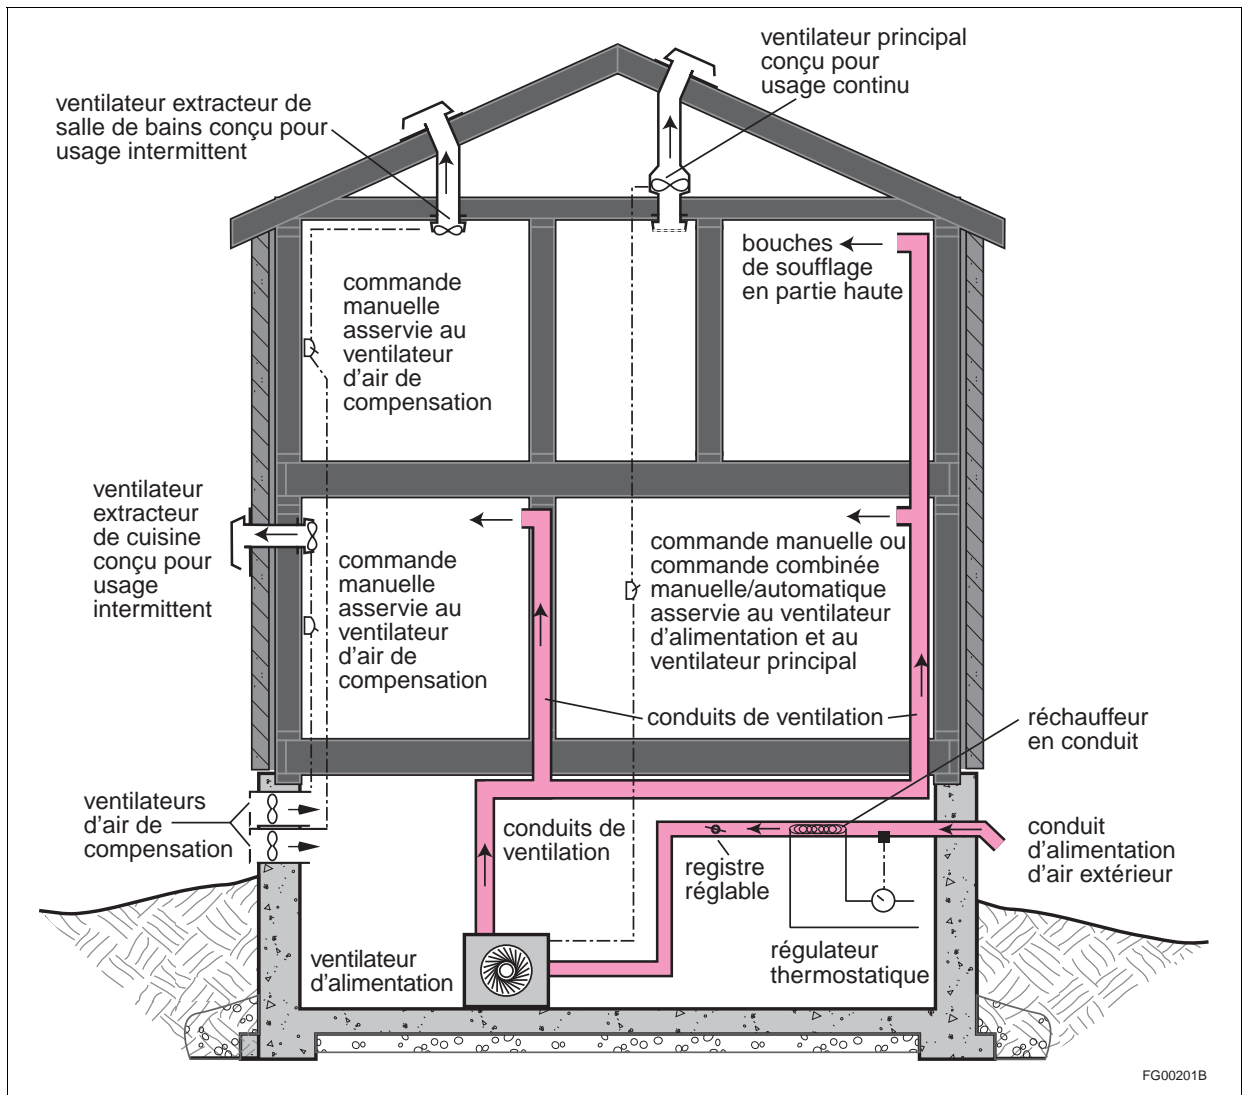 ventilateur principal
conçu pour
usage continu
ventilateur extracteur de
salle de bains conçu pour
usage intermittent
bouches
de soufflage
en partie haute
commande
manuelle
asservie au
ventilateur
d'air de
compensation
ventilateur
extracteur
de cuisine
conçu pour
usage
intermittent
commande
manuelle
asservie au
ventilateur
d'air de
compensation
commande manuelle ou
commande combinée
manuelle/automatique
asservie au ventilateur
d'alimentation et au
ventilateur principal
conduits de ventilation
réchauffeur
en conduit
ventilateurs
d'air de
compensation
conduits de
ventilation
registre
réglable
conduit
d'alimentation
d'air extérieur
ventilateur
d'alimentation
régulateur
thermostatique
FG00201B